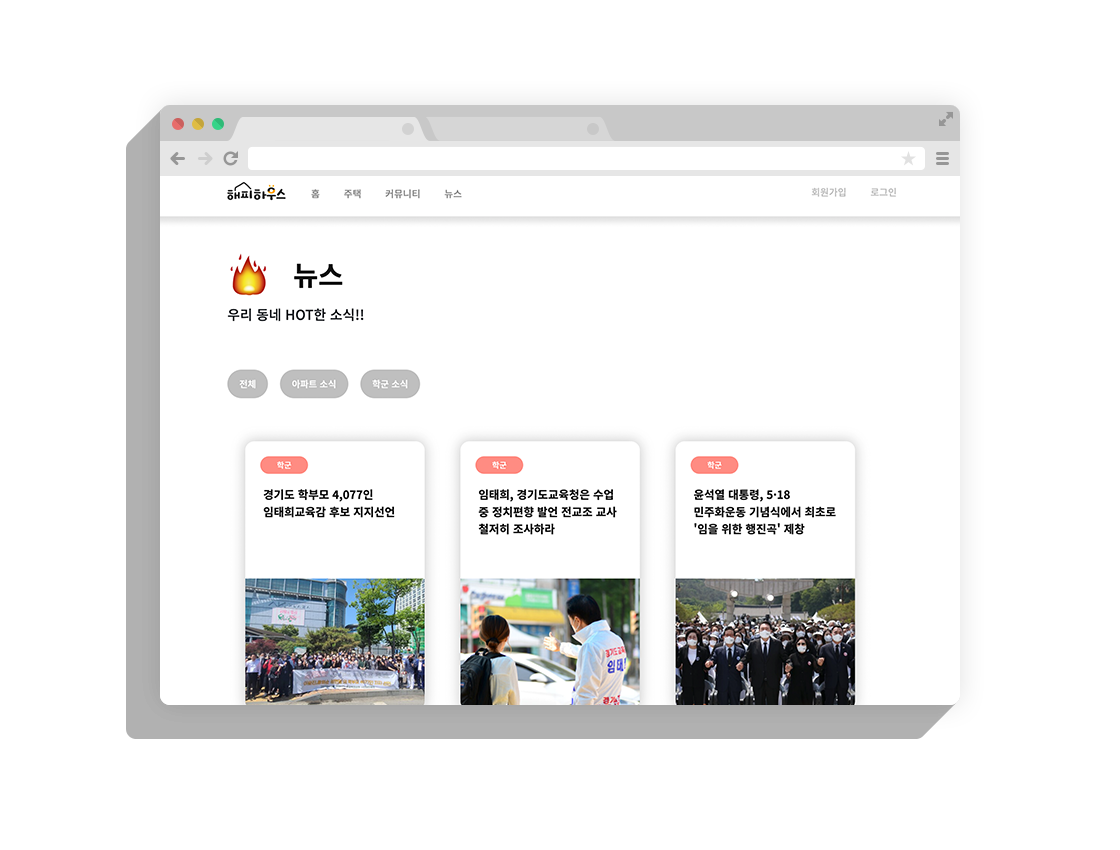 해피하우스 홈 주택 커뮤니티 뉴스 회원가입 로그인
뉴스
우리 동네 HOT한 소식!!
전체 아파트 소식 학군 소식
학군
경기도 학부모 4,077인
임태희교육감 후보 지지선언
학군
임태희, 경기도교육청은 수업
중 정치편향 발언 전교조 교사
철저히 조사하라
경기도교육
임태
학군
윤석열 대통령, 5·18
민주화운동 기념식에서 최초로
'임을 위한 행진곡' 제창